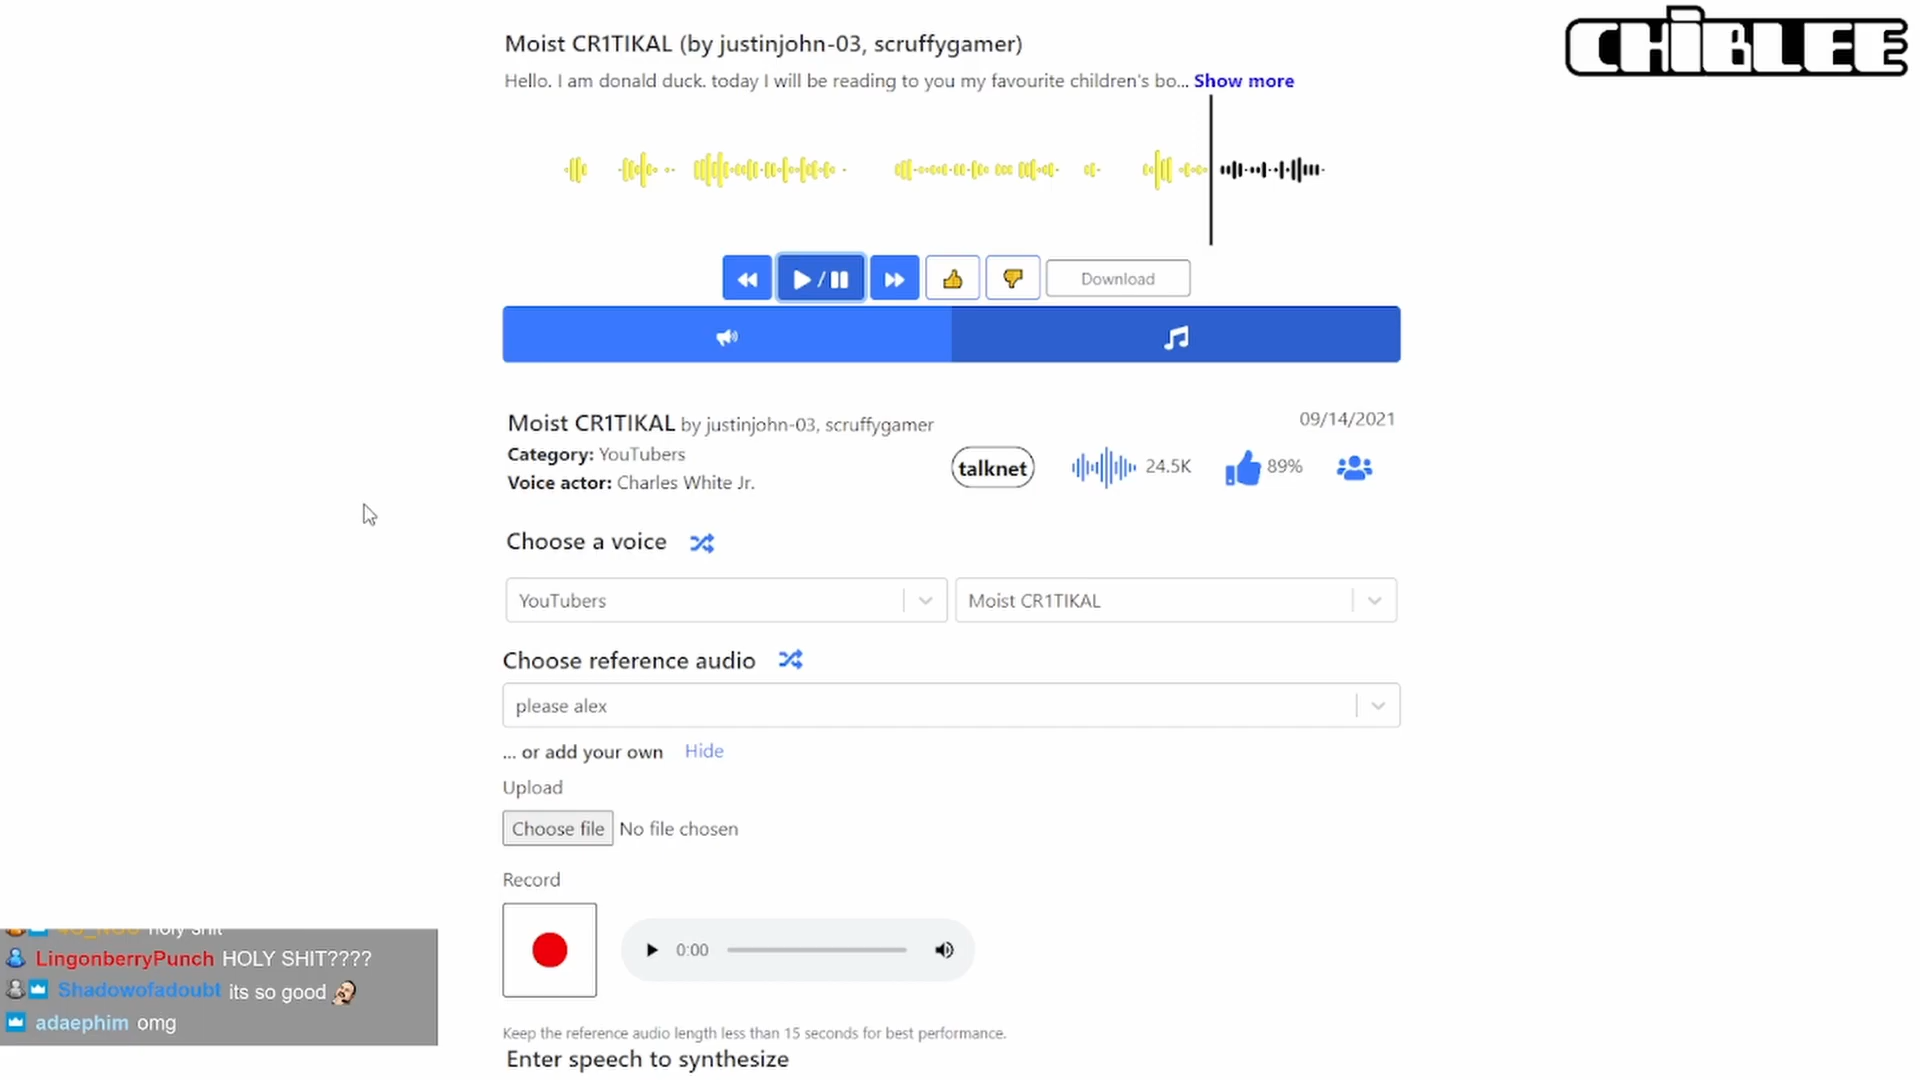 CHiBLEE
Moist CR1TIKAL (by justinjohn-03, scruffygamer)
Hello. I am donald duck. today I will be reading to you my favourite children's bo... Show more
Download
Moist CR1TIKAL by justinjohn-03, scruffygamer
09/14/2021
Category: YouTubers
Voice actor: Charles White Jr.
talknet
24.5K
89%
Choose a voice
YouTubers
Moist CR1TIKAL
Choose reference audio
please alex
... or add your own Hide
Upload
Choose file No file chosen
Record
0:00
holy shit
LingonberryPunch HOLY SHIT????
Shadowofadoubt its so good
adaephim omg
Keep the reference audio length less than 15 seconds for best performance.
Enter speech to synthesize